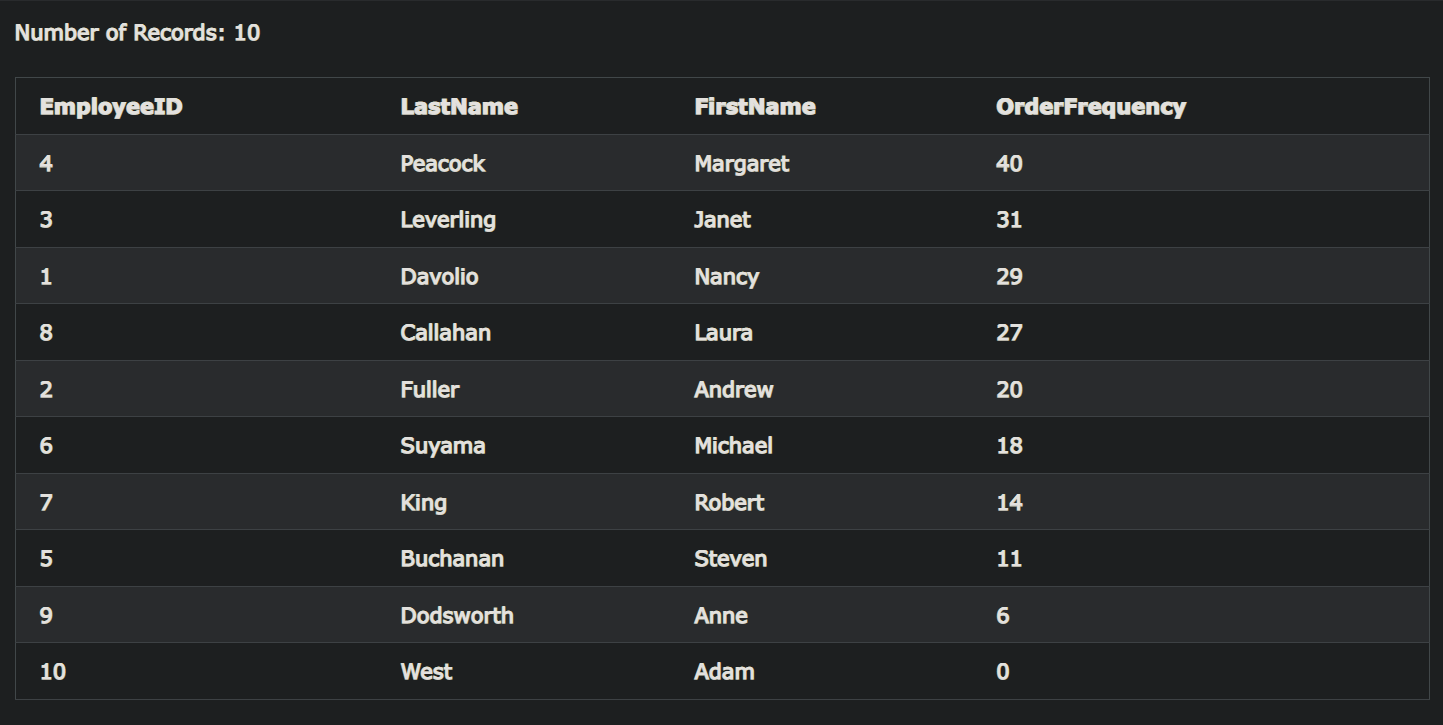 Number of Records: 10
EmployeeID LastName FirstName OrderFrequency
4 Peacock Margaret 40
3 Leverling Janet 31
1 Davolio Nancy 29
8 Callahan Laura 27
2 Fuller Andrew 20
6 Suyama Michael 18
7 King Robert 14
5 Buchanan Steven 11
9 Dodsworth Anne 6
10 West Adam 0